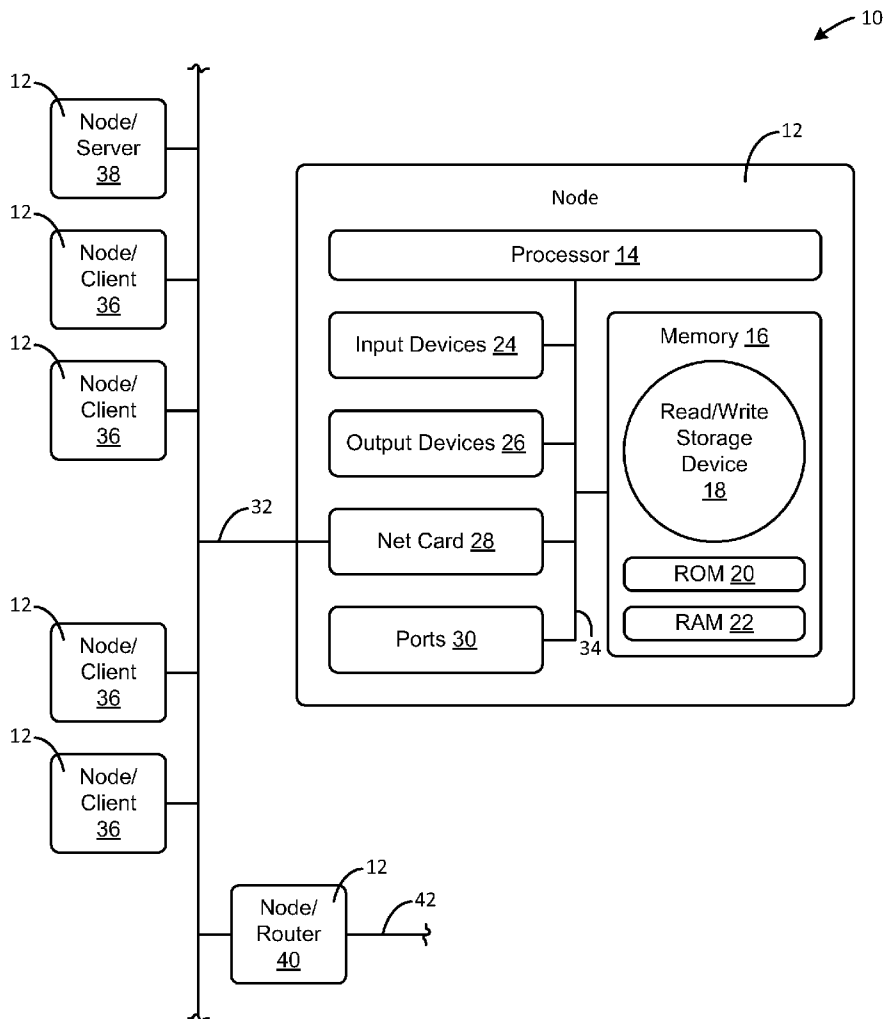 10
12
Node/
Server
38
12
Node/
Client
36
12
Node/
Client
36
12
Node
Processor 14
Input Devices 24
Output Devices 26
Net Card 28
Ports 30
Memory 16
Read/Write
Storage
Device
18
ROM 20
RAM 22
32
34
12
Node/
Client
36
12
Node/
Client
36
12
Node/
Router
40
42